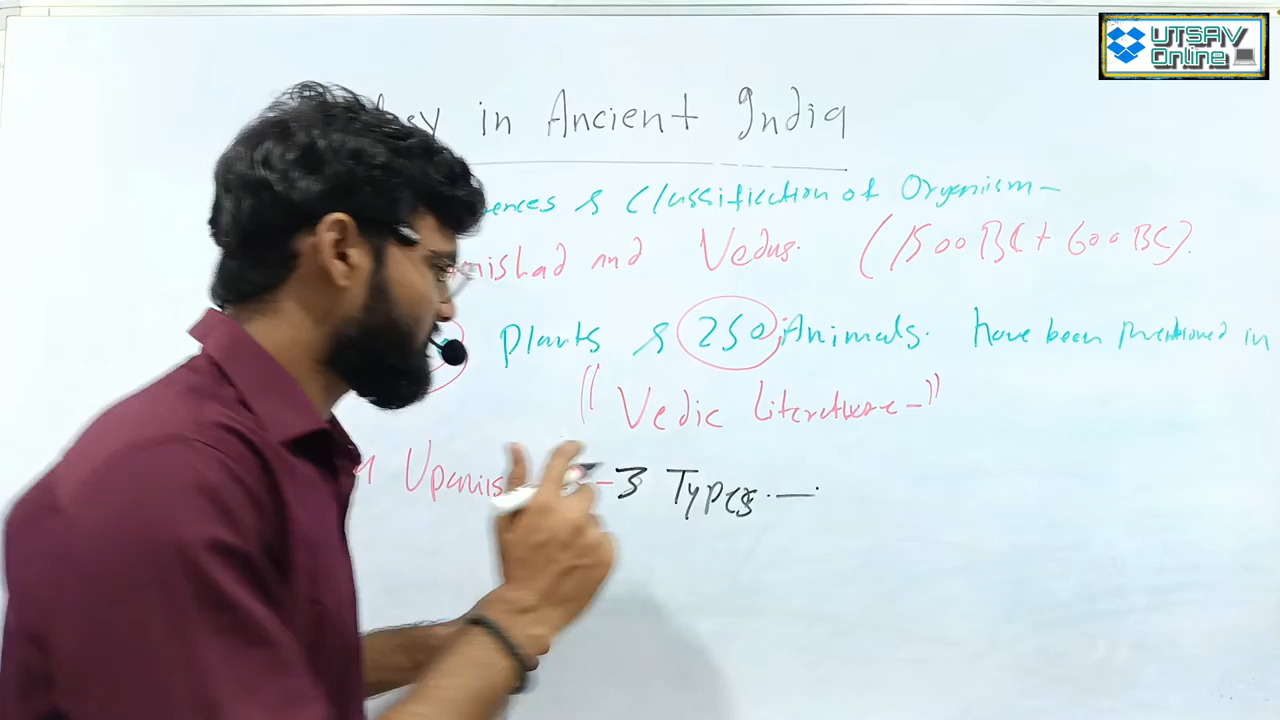 UTSAV
Online
in Ancient India
ences & Classification of Organism-
nishad and Vedas. (1500 BC + 600 BC).
Plants & 250 Animals. have been mentioned in
"Vedic Literature-"
Upanis - 3 Types.-